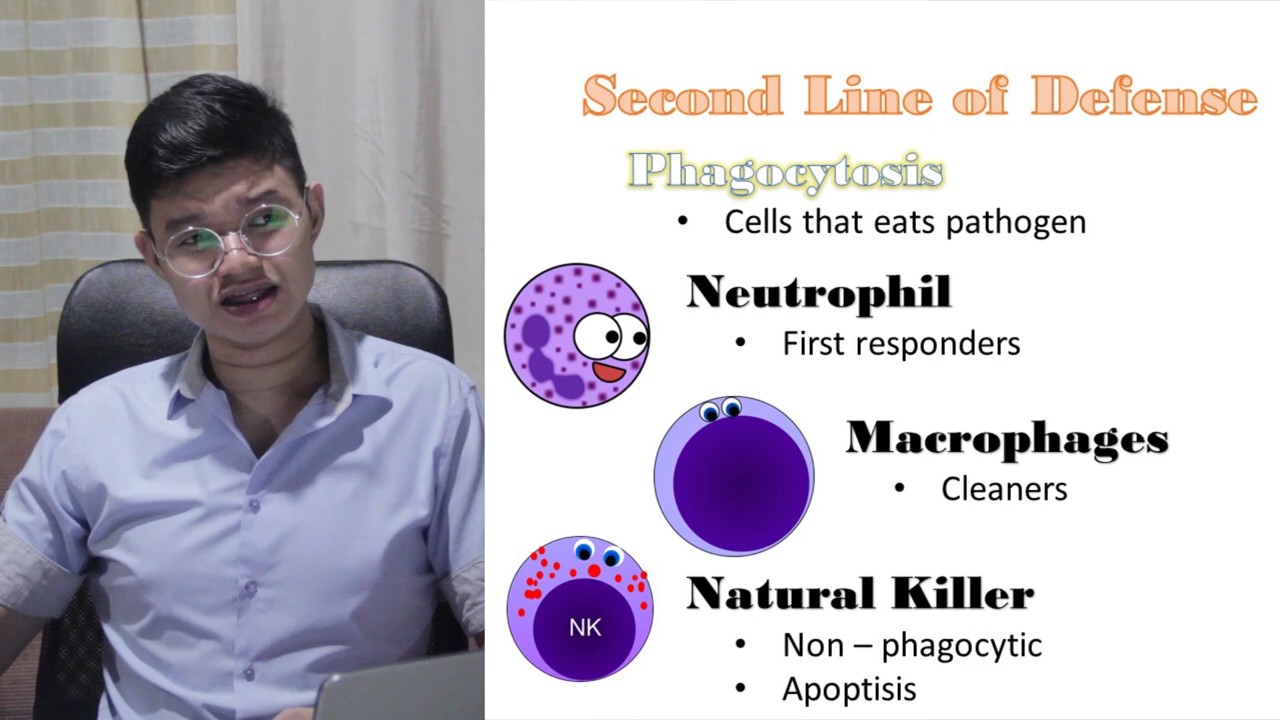 Second Line of Defense
Phagocytosis
• Cells that eats pathogen
Neutrophil
• First responders
Macrophages
• Cleaners
NK
Natural Killer
• Non – phagocytic
• Apoptisis